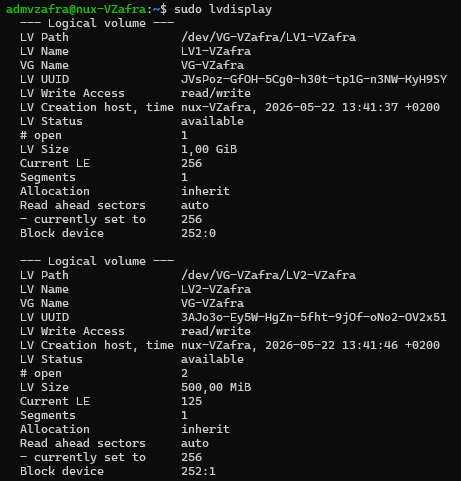 admvzafra@nux-VZafra:~$ sudo lvdisplay
--- Logical volume ---
LV Path /dev/VG-VZafra/LV1-VZafra
LV Name LV1-VZafra
VG Name VG-VZafra
LV UUID JVsPoz-GfOH-5Cg0-h30t-tp1G-n3NW-KyH9SY
LV Write Access read/write
LV Creation host, time nux-VZafra, 2026-05-22 13:41:37 +0200
LV Status available
# open 1
LV Size 1,00 GiB
Current LE 256
Segments 1
Allocation inherit
Read ahead sectors auto
- currently set to 256
Block device 252:0

--- Logical volume ---
LV Path /dev/VG-VZafra/LV2-VZafra
LV Name LV2-VZafra
VG Name VG-VZafra
LV UUID 3AJo3o-Ey5W-HgZn-5fht-9jOf-oNo2-OV2x51
LV Write Access read/write
LV Creation host, time nux-VZafra, 2026-05-22 13:41:46 +0200
LV Status available
# open 2
LV Size 500,00 MiB
Current LE 125
Segments 1
Allocation inherit
Read ahead sectors auto
- currently set to 256
Block device 252:1